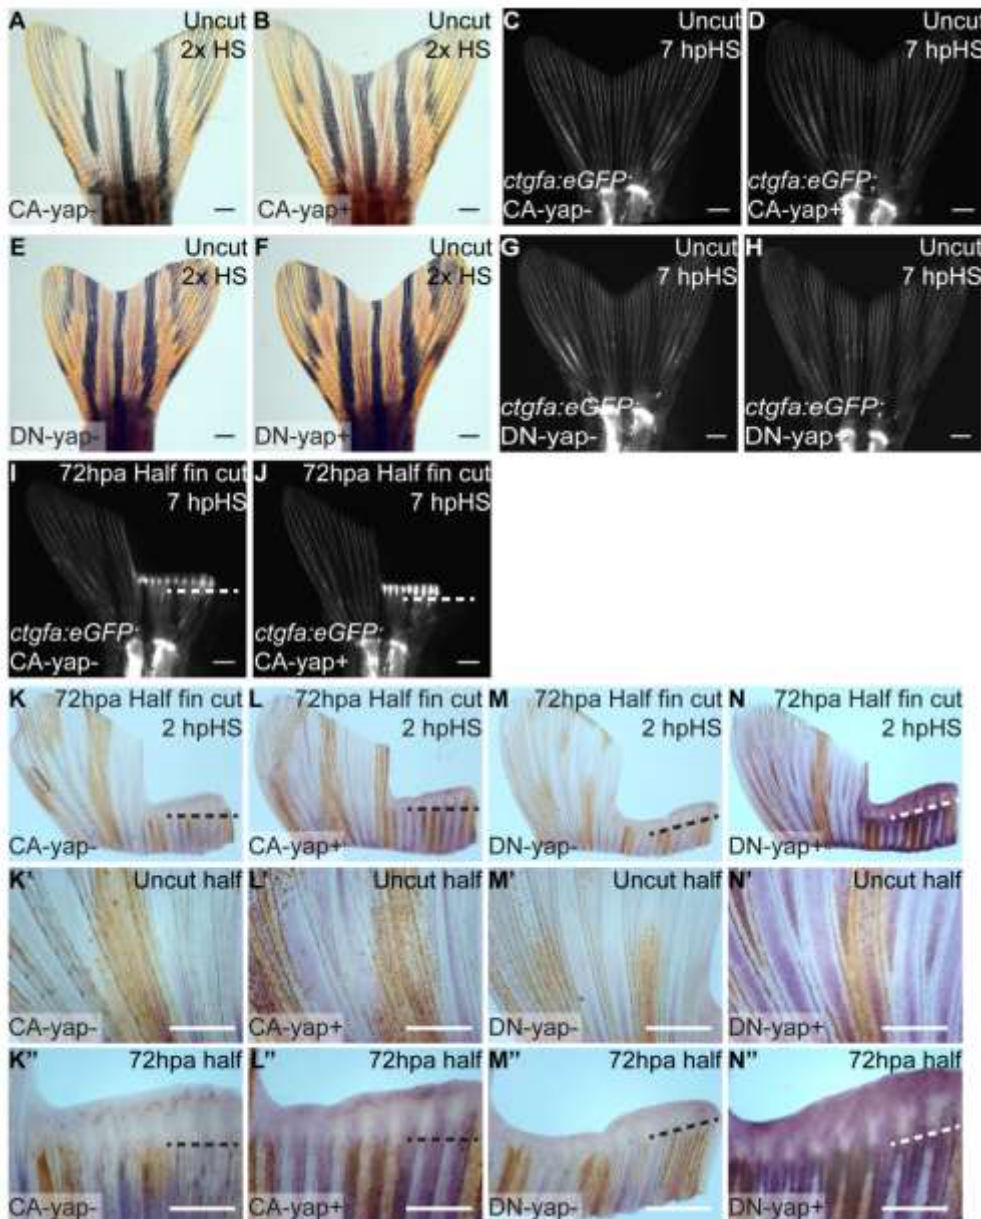 A Uncut
2x HS
CA-yap-
B Uncut
2x HS
CA-yap+
C Uncut
7 hpHS
ctgfa:eGFP;
CA-yap-
D Uncut
7 hpHS
ctgfa:eGFP;
CA-yap+
E Uncut
2x HS
DN-yap-
F Uncut
2x HS
DN-yap+
G Uncut
7 hpHS
ctgfa:eGFP;
DN-yap-
H Uncut
7 hpHS
ctgfa:eGFP;
DN-yap+
I 72hpa Half fin cut
7 hpHS
ctgfa:eGFP;
CA-yap-
J 72hpa Half fin cut
7 hpHS
ctgfa:eGFP;
CA-yap+
K 72hpa Half fin cut
2 hpHS
CA-yap-
L 72hpa Half fin cut
2 hpHS
CA-yap+
M 72hpa Half fin cut
2 hpHS
DN-yap-
N 72hpa Half fin cut
2 hpHS
DN-yap+
K' Uncut half
CA-yap-
L' Uncut half
CA-yap+
M' Uncut half
DN-yap-
N' Uncut half
DN-yap+
K" 72hpa half
CA-yap-
L" 72hpa half
CA-yap+
M" 72hpa half
DN-yap-
N" 72hpa half
DN-yap+